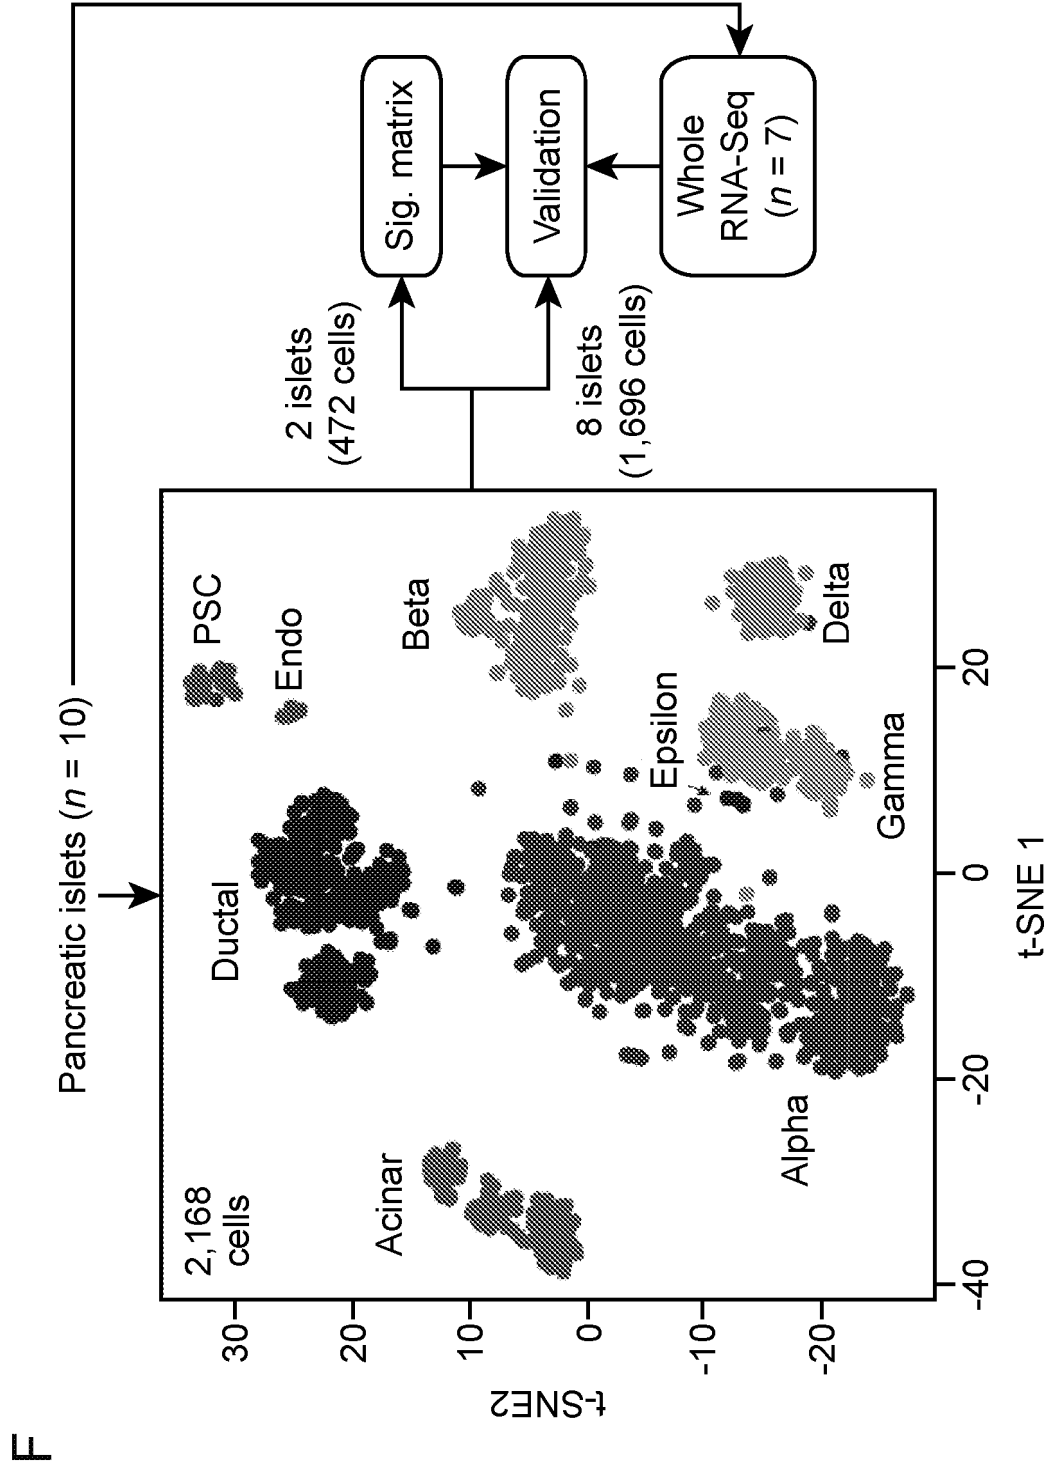 F
Pancreatic islets (n = 10)
2,168
cells
Ductal
PSC
Endo
Acinar
Beta
Epsilon
Alpha
Gamma
Delta
30
20
10
0
-10
-20
t-SNE2
-40
-20
0
20
t-SNE 1
2 islets
(472 cells)
8 islets
(1,696 cells)
Sig. matrix
Validation
Whole
RNA-Seq
(n = 7)